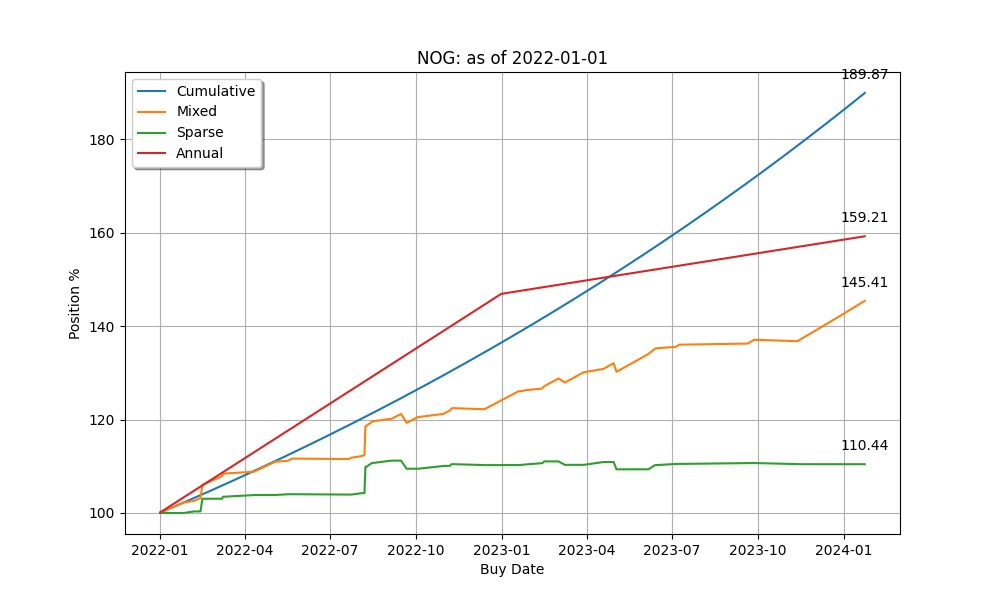 NOG: as of 2022-01-01
189.87
Cumulative
Mixed
Sparse
Annual
180
160
140
120
100
159.21
145.41
110.44
Position %
2022-01 2022-04 2022-07 2022-10 2023-01 2023-04 2023-07 2023-10 2024-01
Buy Date